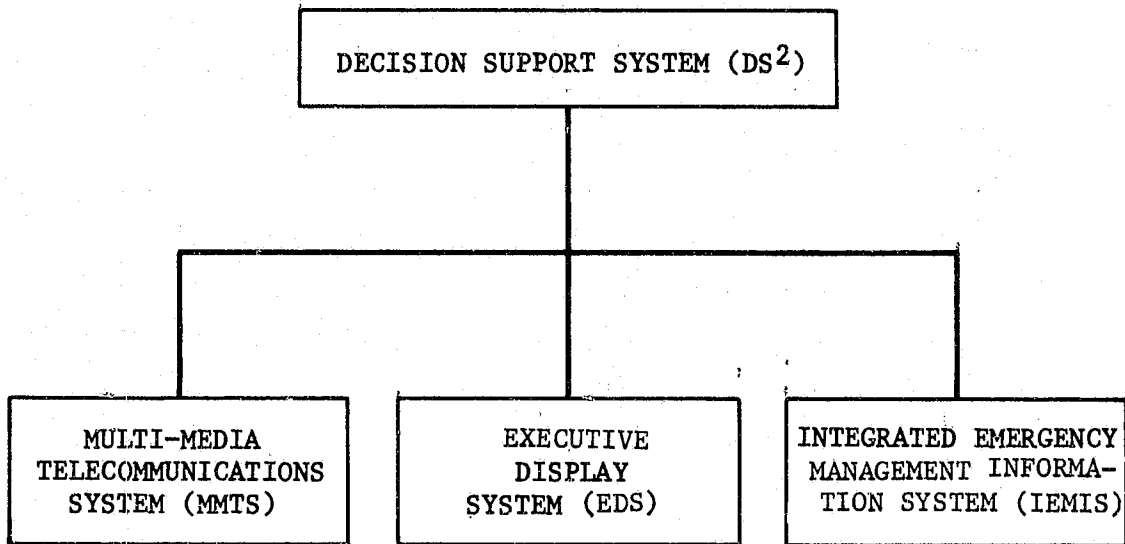 DECISION SUPPORT SYSTEM (DS²)
MULTI-MEDIA
TELECOMMUNICATIONS
SYSTEM (MMTS)
EXECUTIVE
DISPLAY
SYSTEM (EDS)
INTEGRATED EMERGENCY
MANAGEMENT INFORMA-
TION SYSTEM (IEMIS)